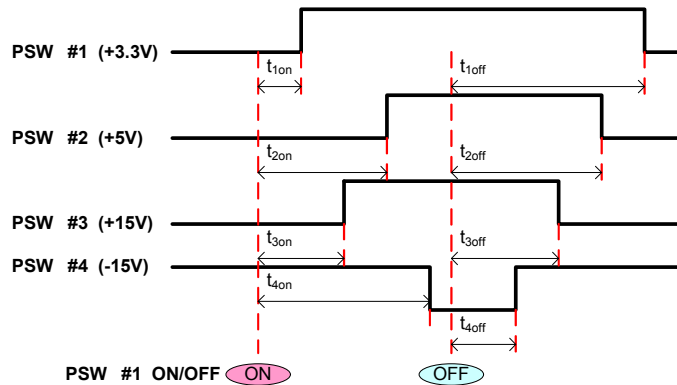 PSW #1 (+3.3V)
t1on
t1off
PSW #2 (+5V)
t2on
t2off
PSW #3 (+15V)
t3on
t3off
PSW #4 (-15V)
t4on
t4off
PSW #1 ON/OFF ON OFF